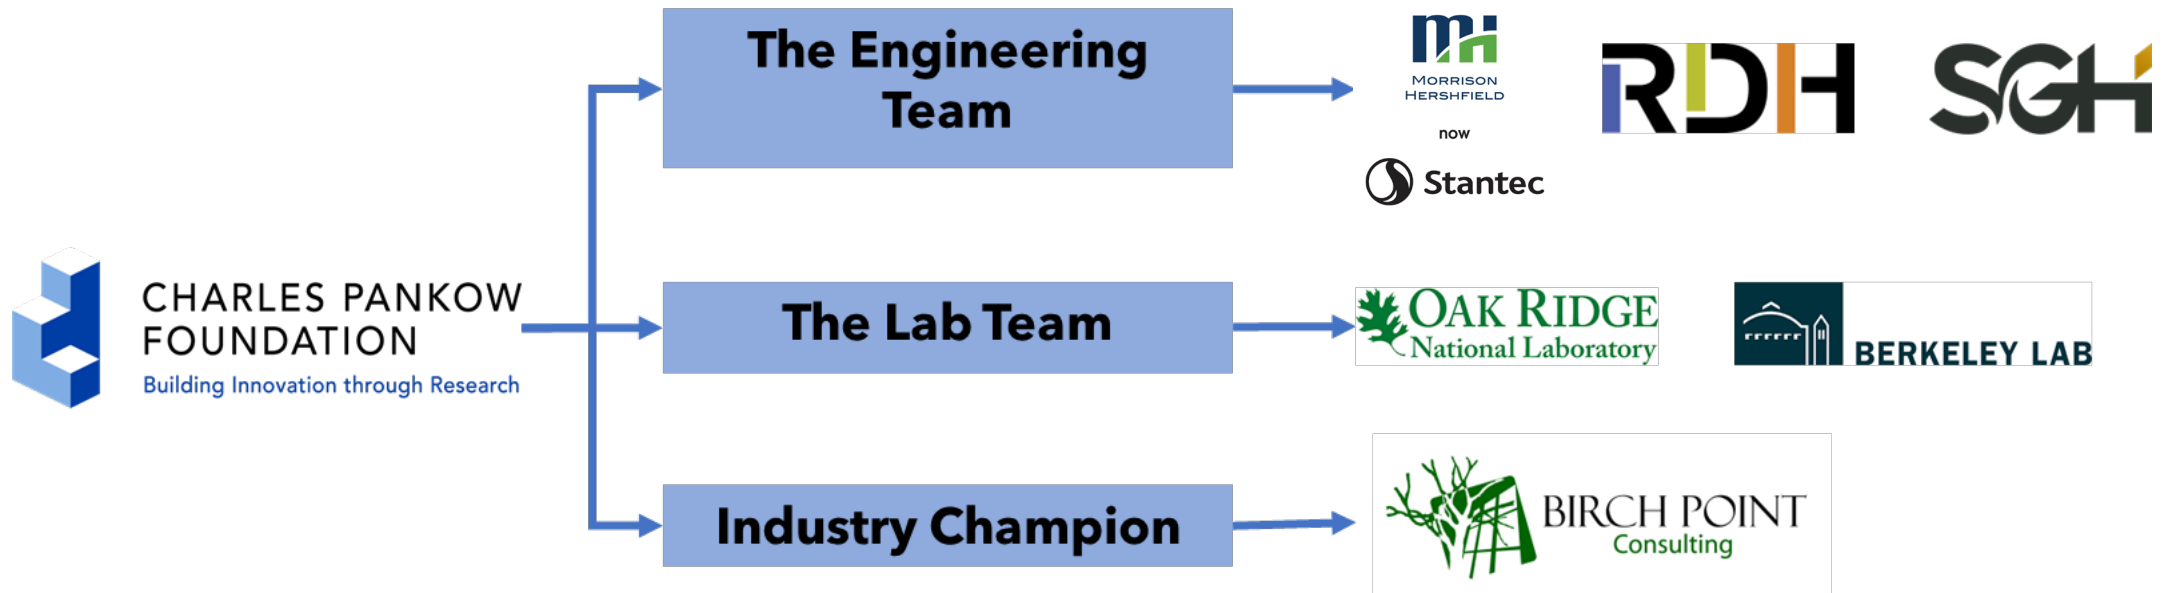 The Engineering
Team
MORRISON
HERSHFIELD
now
Stantec
RDH
SGH
CHARLES PANKOW
FOUNDATION
Building Innovation through Research
The Lab Team
OAK RIDGE
National Laboratory
BERKELEY LAB
Industry Champion
BIRCH POINT
Consulting